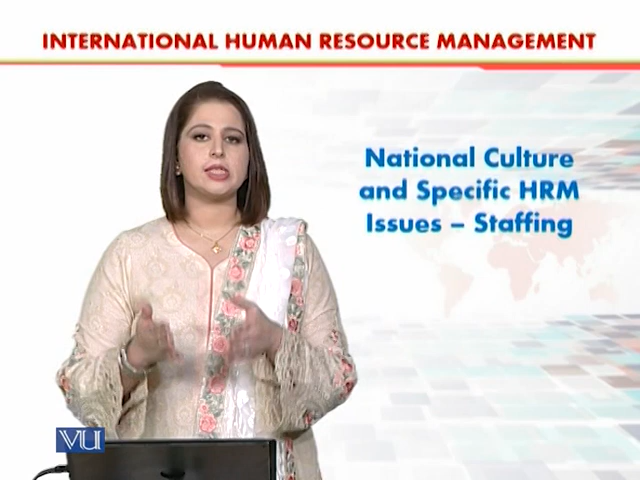 INTERNATIONAL HUMAN RESOURCE MANAGEMENT
National Culture
and Specific HRM
Issues – Staffing
VU